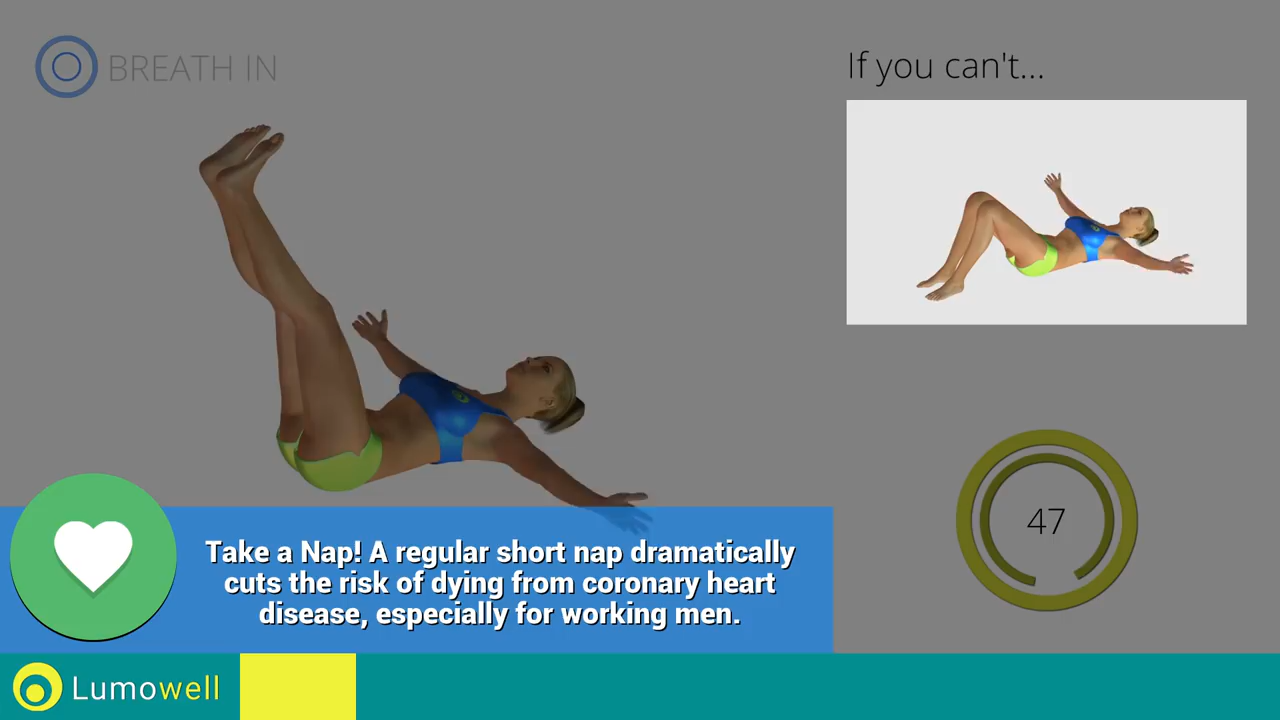 BREATH IN
If you can't...
47
Take a Nap! A regular short nap dramatically
cuts the risk of dying from coronary heart
disease, especially for working men.
Lumowell